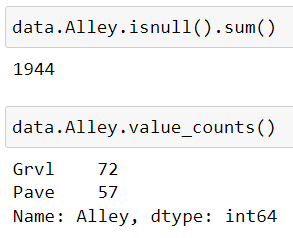 data.Alley.isnull().sum()
1944
data.Alley.value_counts()
Grvl    72
Pave    57
Name: Alley, dtype: int64